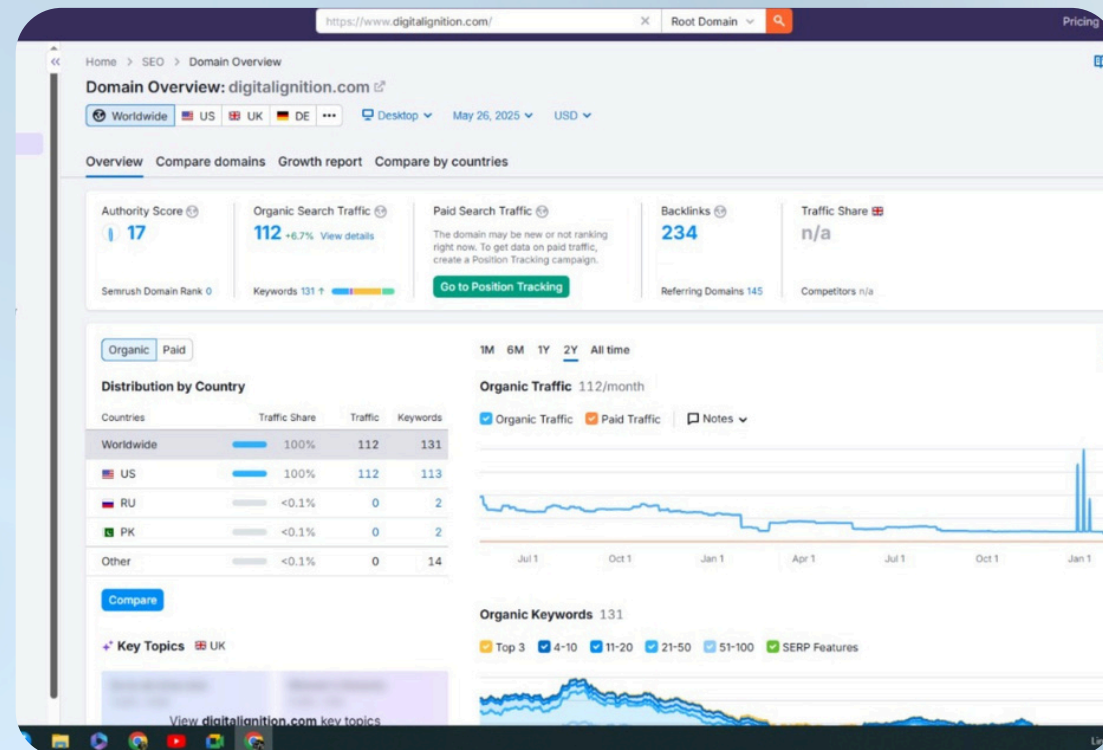 https://www.digitalignition.com/ × Root Domain
Pricing
Home > SEO > Domain Overview
Domain Overview: digitalignition.com
Worldwide US UK DE ••• Desktop May 26, 2025 USD
Overview Compare domains Growth report Compare by countries
Authority Score
17
Semrush Domain Rank 0
Organic Search Traffic
112 +6.7% View details
Keywords 131 ↑
Paid Search Traffic
The domain may be new or not ranking
right now. To get data on paid traffic,
create a Position Tracking campaign.
Go to Position Tracking
Backlinks
234
Referring Domains 145
Traffic Share
n/a
Competitors n/a
Organic Paid
Distribution by Country
Countries Traffic Share Traffic Keywords
Worldwide 100% 112 131
US 100% 112 113
RU <0.1% 0 2
PK <0.1% 0 2
Other <0.1% 0 14
Compare
Key Topics UK
View digitalignition.com key topics
1M 6M 1Y 2Y All time
Organic Traffic 112/month
Organic Traffic Paid Traffic Notes
Jul 1 Oct 1 Jan 1 Apr 1 Jul 1 Oct 1 Jan 1
Organic Keywords 131
Top 3 4-10 11-20 21-50 51-100 SERP Features